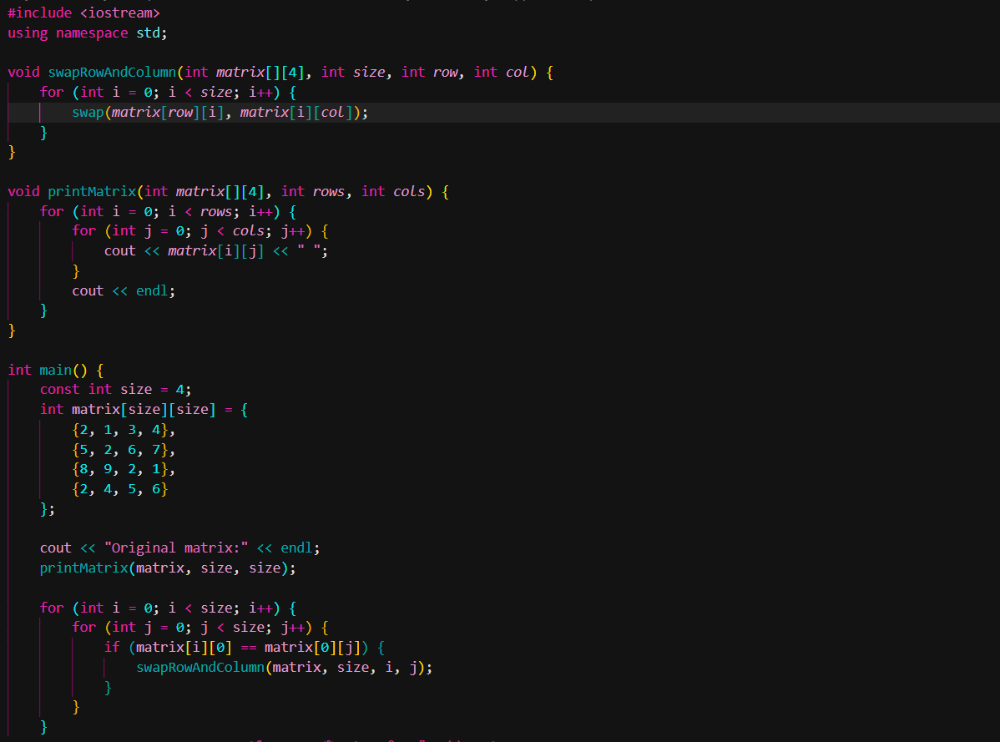 #include <iostream>
using namespace std;
void swapRowAndColumn(int matrix[][4], int size, int row, int col) {
    for (int i = 0; i < size; i++) {
        swap(matrix[row][i], matrix[i][col]);
    }
}
void printMatrix(int matrix[][4], int rows, int cols) {
    for (int i = 0; i < rows; i++) {
        for (int j = 0; j < cols; j++) {
            cout << matrix[i][j] << " ";
        }
        cout << endl;
    }
}
int main() {
    const int size = 4;
    int matrix[size][size] = {
        {2, 1, 3, 4},
        {5, 2, 6, 7},
        {8, 9, 2, 1},
        {2, 4, 5, 6}
    };
    cout << "Original matrix:" << endl;
    printMatrix(matrix, size, size);
    for (int i = 0; i < size; i++) {
        for (int j = 0; j < size; j++) {
            if (matrix[i][0] == matrix[0][j]) {
                swapRowAndColumn(matrix, size, i, j);
            }
        }
    }